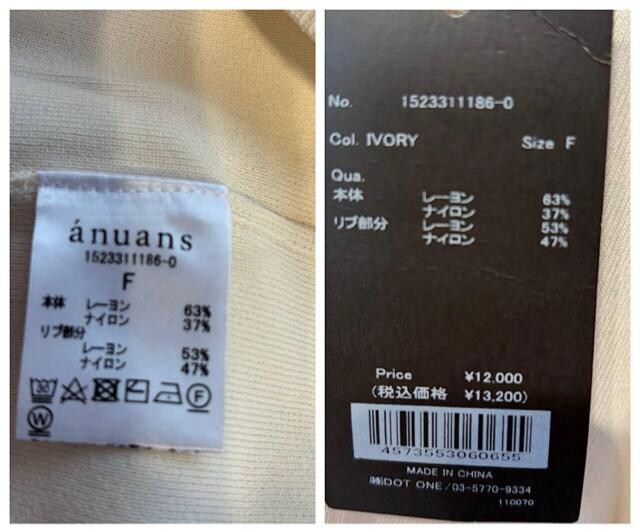 ánuans
1523311186-0
F
本体 レーヨン 63%
ナイロン 37%
リブ部分
レーヨン 53%
ナイロン 47%
30
F
W
No. 1523311186-0
Col. IVORY Size F
Qua.
本体 レーヨン 63%
ナイロン 37%
リブ部分 レーヨン 53%
ナイロン 47%
Price ¥12,000
(税込価格 ¥13,200)
4573553060655
MADE IN CHINA
㈱DOT ONE/03-5770-9334
110070